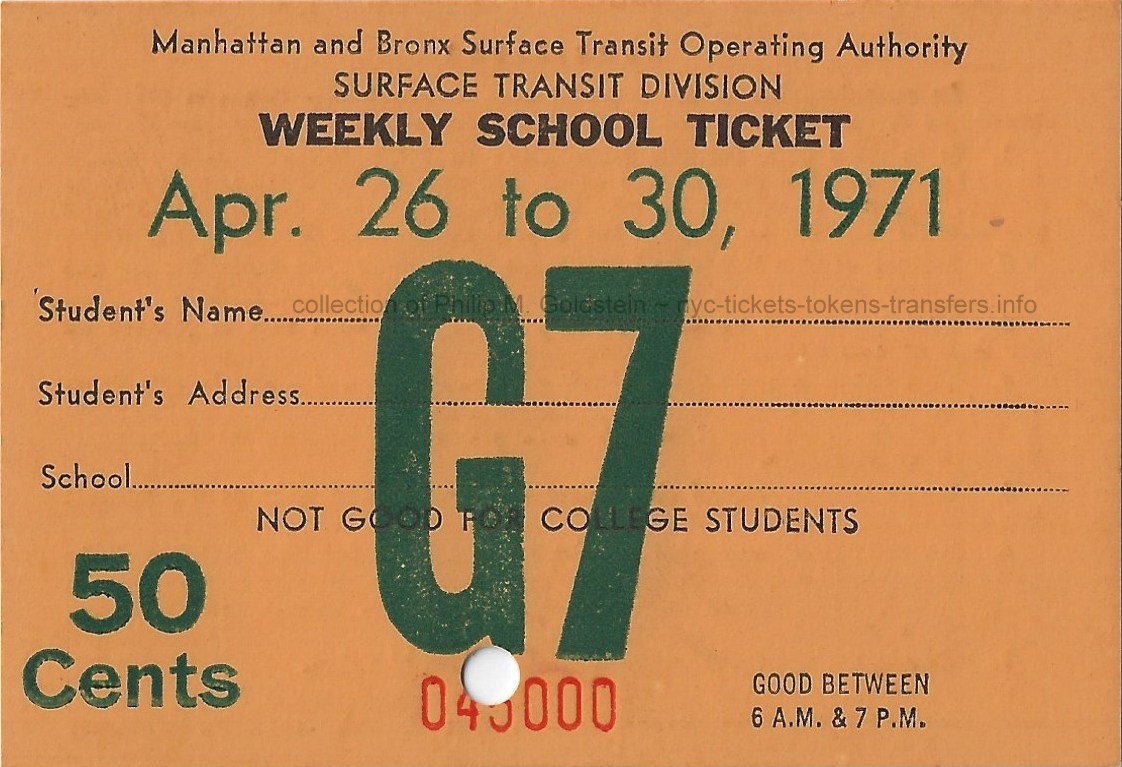 Manhattan and Bronx Surface Transit Operating Authority
SURFACE TRANSIT DIVISION
WEEKLY SCHOOL TICKET
Apr. 26 to 30, 1971
Student's Name
collection of Philip M. Goldstein ~ nyc-tickets-tokens-transfers.info
Student's Address
School
G7
NOT GOOD FOR COLLEGE STUDENTS
50
Cents
045000
GOOD BETWEEN
6 A.M. & 7 P.M.